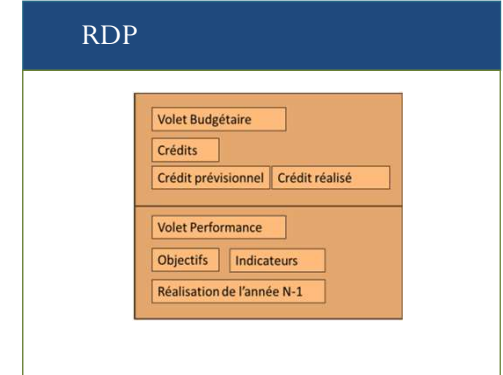 RDP
Volet Budgétaire
Crédits
Crédit prévisionnel Crédit réalisé
Volet Performance
Objectifs Indicateurs
Réalisation de l'année N-1